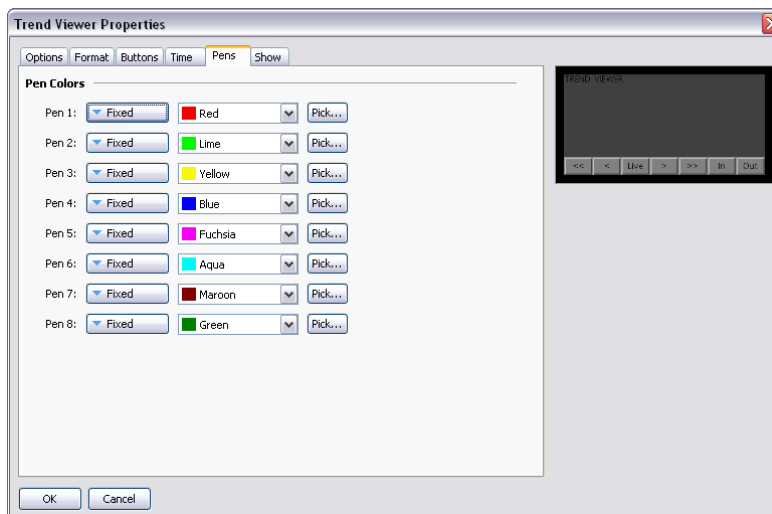 Trend Viewer Properties
Options Format Buttons Time Pens Show
Pen Colors
Pen 1: Fixed Red Pick...
Pen 2: Fixed Lime Pick...
Pen 3: Fixed Yellow Pick...
Pen 4: Fixed Blue Pick...
Pen 5: Fixed Fuchsia Pick...
Pen 6: Fixed Aqua Pick...
Pen 7: Fixed Maroon Pick...
Pen 8: Fixed Green Pick...
TREND VIEWER
<< < Live > >> In Out
OK Cancel